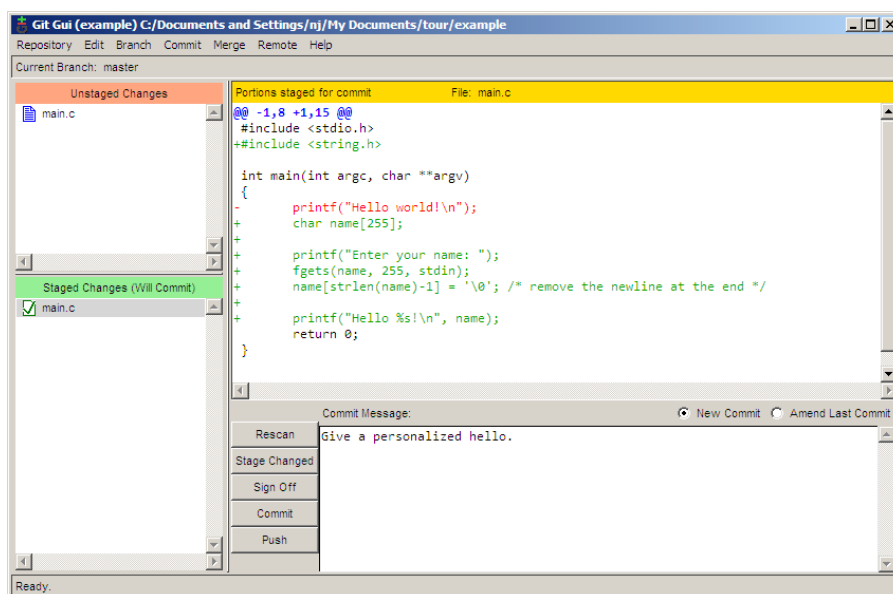 Git Gui (example) C:/Documents and Settings/nj/My Documents/tour/example
Repository Edit Branch Commit Merge Remote Help
Current Branch: master
Unstaged Changes
main.c
Staged Changes (Will Commit)
main.c
Portions staged for commit File: main.c
@@ -1,8 +1,15 @@
 #include <stdio.h>
+#include <string.h>

 int main(int argc, char **argv)
 {
-       printf("Hello world!\n");
+       char name[255];
+
+       printf("Enter your name: ");
+       fgets(name, 255, stdin);
+       name[strlen(name)-1] = '\0'; /* remove the newline at the end */
+
+       printf("Hello %s!\n", name);
        return 0;
 }
Commit Message: New Commit Amend Last Commit
Rescan
Stage Changed
Sign Off
Commit
Push
Give a personalized hello.
Ready.